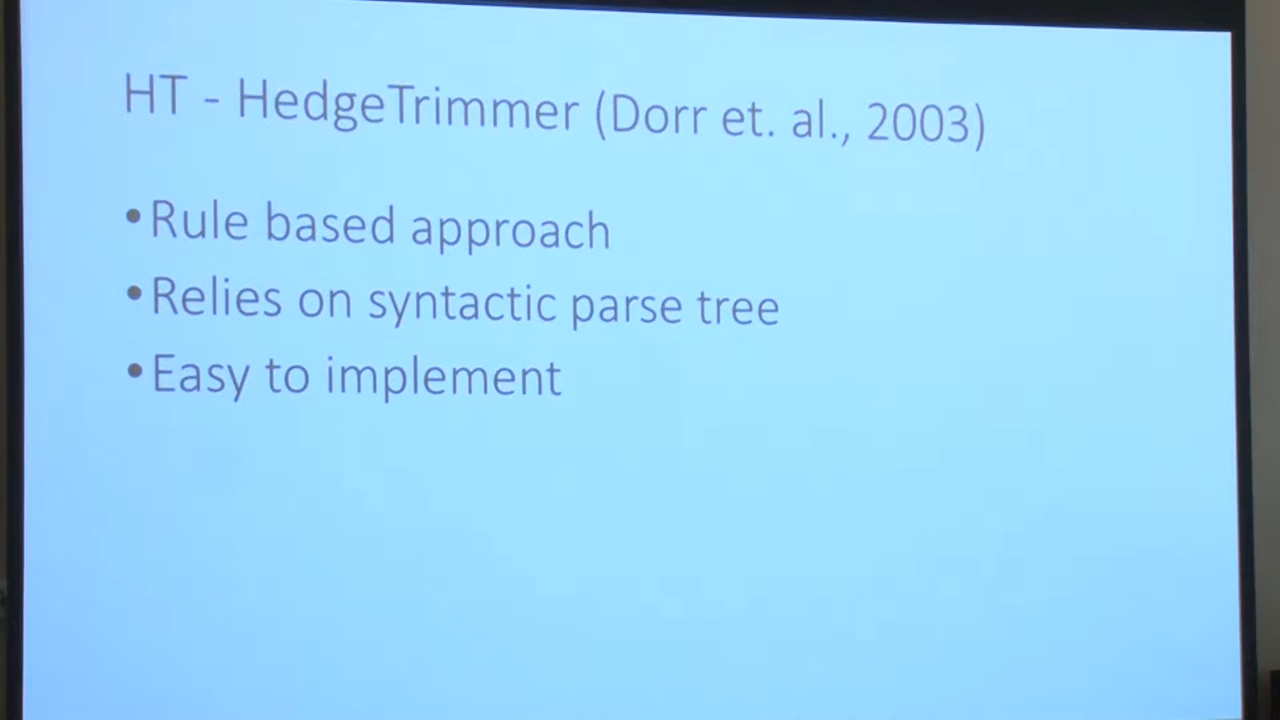 HT - HedgeTrimmer (Dorr et. al., 2003)
•Rule based approach
•Relies on syntactic parse tree
•Easy to implement